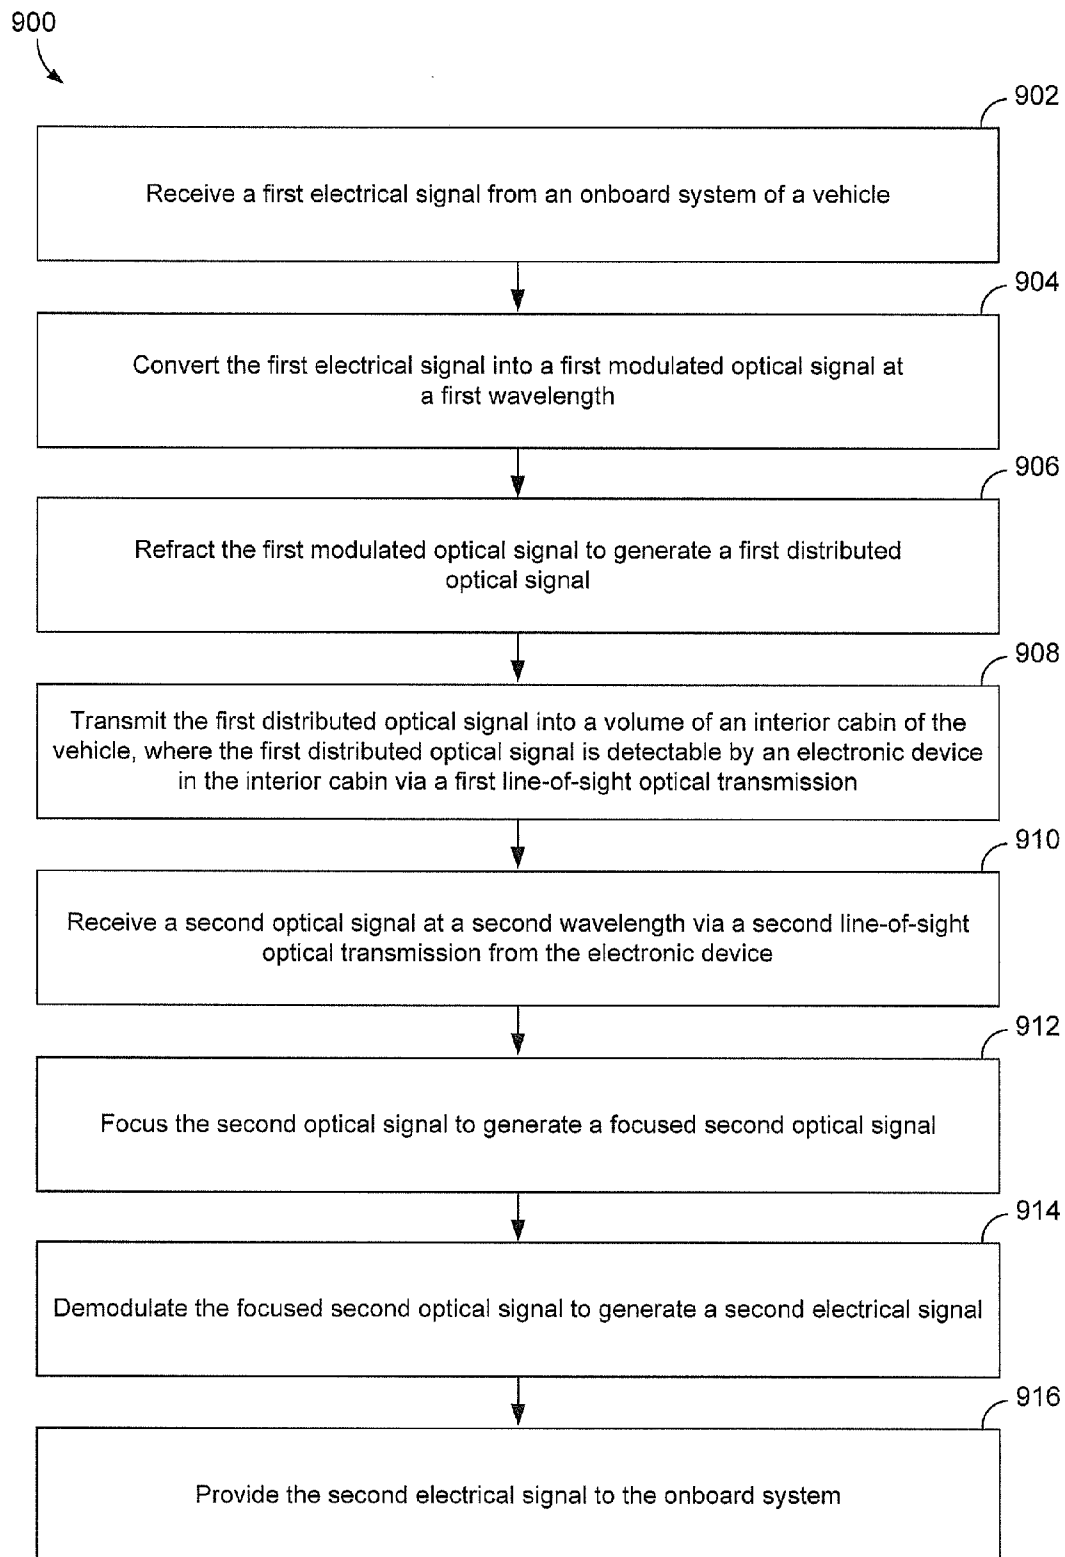 900
902
Receive a first electrical signal from an onboard system of a vehicle
904
Convert the first electrical signal into a first modulated optical signal at
a first wavelength
906
Refract the first modulated optical signal to generate a first distributed
optical signal
908
Transmit the first distributed optical signal into a volume of an interior cabin of the
vehicle, where the first distributed optical signal is detectable by an electronic device
in the interior cabin via a first line-of-sight optical transmission
910
Receive a second optical signal at a second wavelength via a second line-of-sight
optical transmission from the electronic device
912
Focus the second optical signal to generate a focused second optical signal
914
Demodulate the focused second optical signal to generate a second electrical signal
916
Provide the second electrical signal to the onboard system